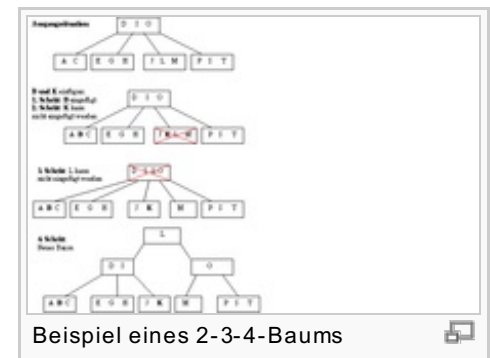 Ausgangssituation
D I O
A C E G H J L M P S T
B und K einfügen
1. Schritt: B eingefügt
2. Schritt: K kann
nicht eingefügt werden
D I O
A B C E G H P S T
3. Schritt: L kann
nicht eingefügt werden
A B C E G H J K M P S T
4. Schritt:
Neuer Baum
L
D I O
A B C E G H J K M P S T
Beispiel eines 2-3-4-Baums